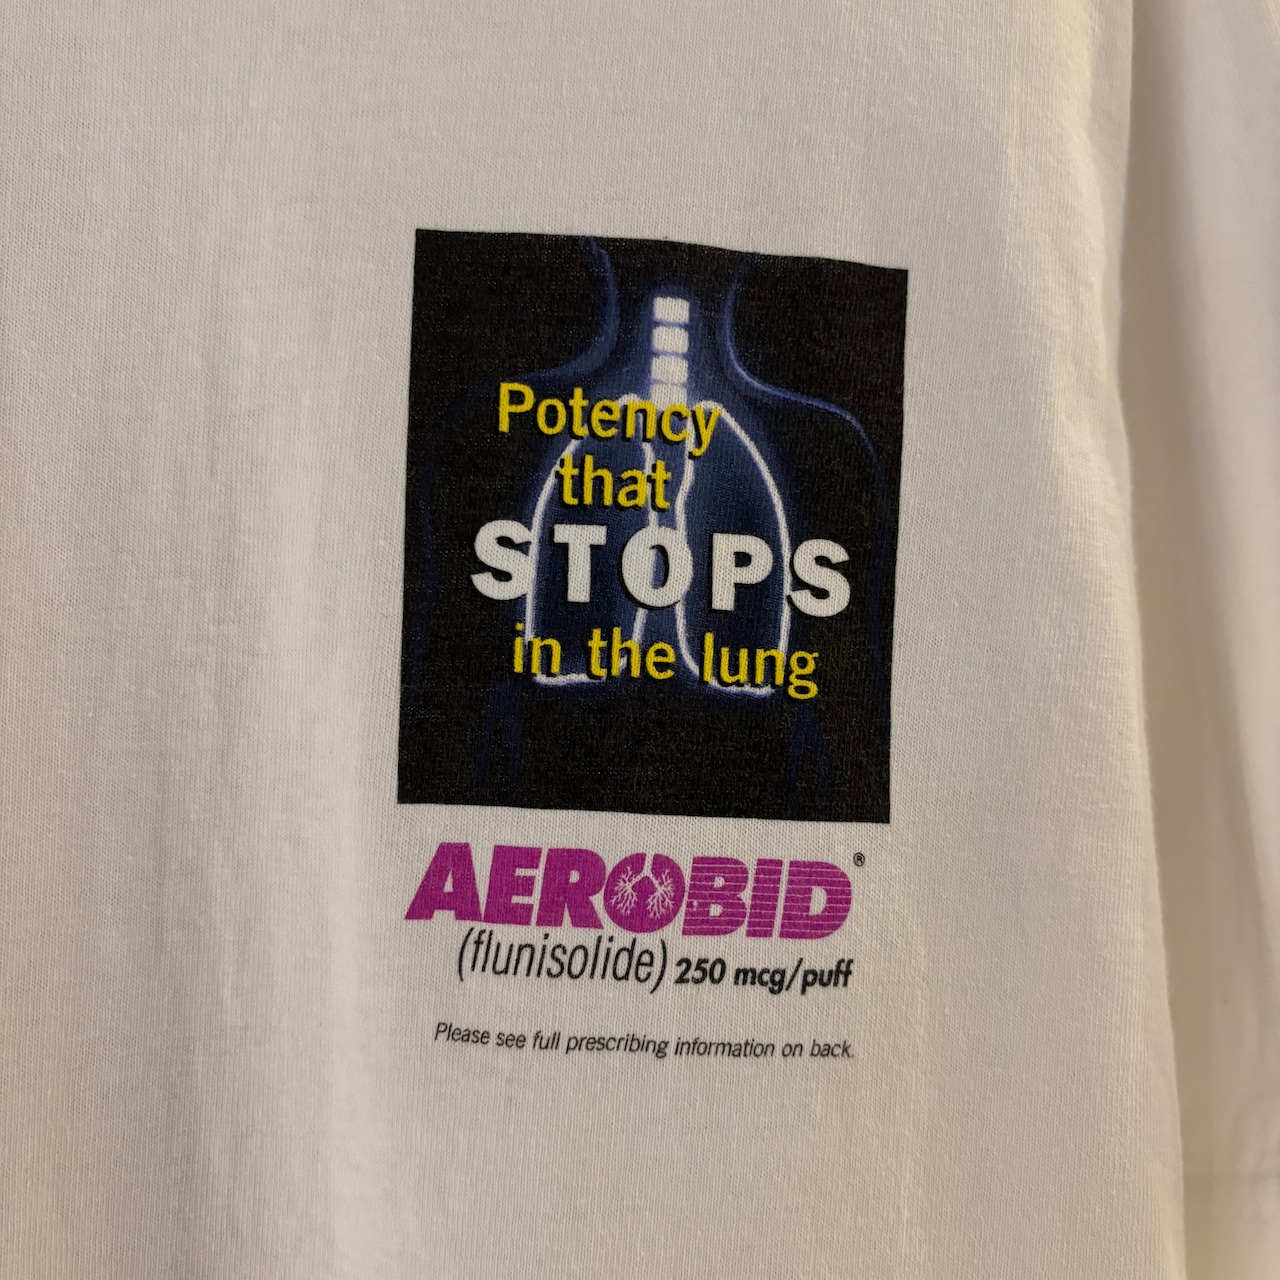 Potency
that
STOPS
in the lung
AEROBID®
(flunisolide) 250 mcg/puff
Please see full prescribing information on back.